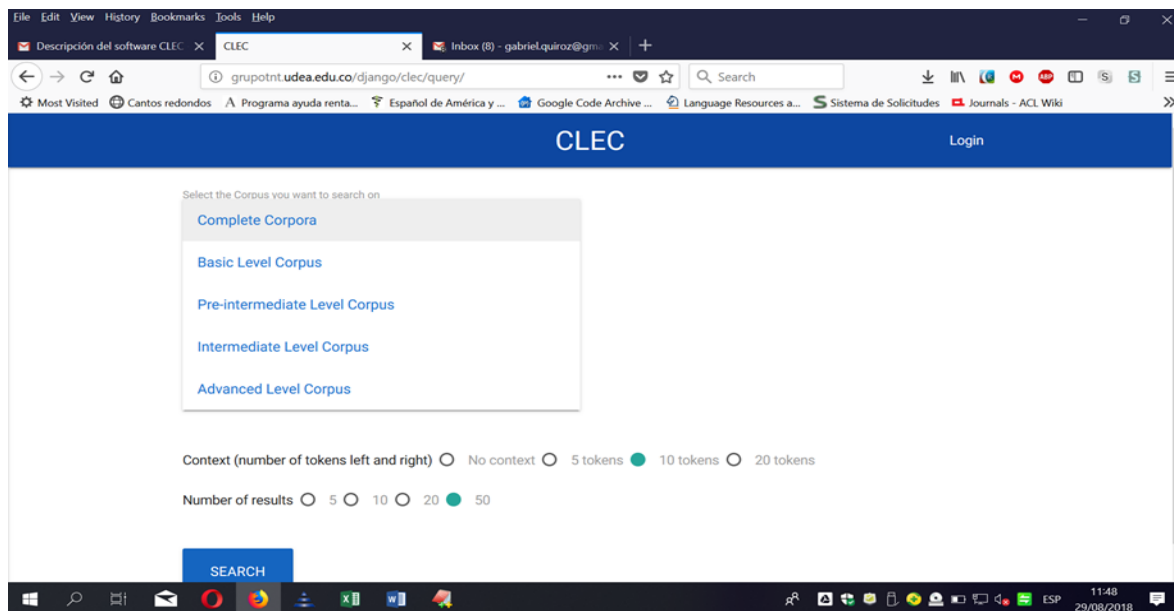 File Edit View History Bookmarks Tools Help
Descripción del software CLEC
CLEC
Inbox (8) - gabriel.quiroz@gma
grupotnt.udea.edu.co/django/clec/query/
Search
Most Visited Cantos redondos Programa ayuda renta... Español de América y ... Google Code Archive ... Language Resources a... Sistema de Solicitudes Journals - ACL Wiki
CLEC
Login
Select the Corpus you want to search on
Complete Corpora
Basic Level Corpus
Pre-intermediate Level Corpus
Intermediate Level Corpus
Advanced Level Corpus
Context (number of tokens left and right) No context 5 tokens 10 tokens 20 tokens
Number of results 5 10 20 50
SEARCH
ESP
11:48
29/08/2018